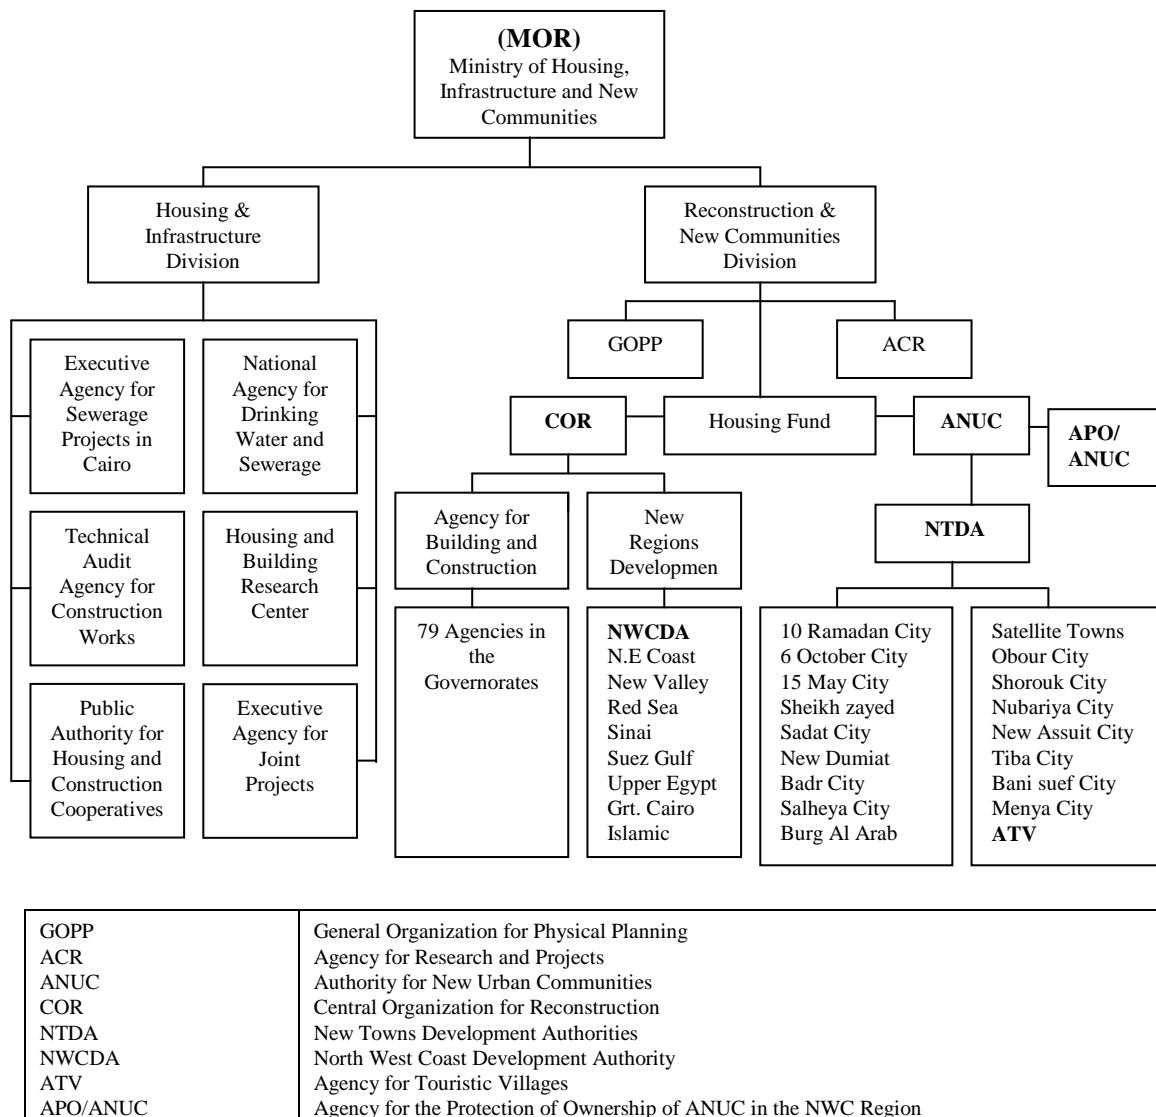 (MOR)
Ministry of Housing,
Infrastructure and New
Communities
Housing &
Infrastructure
Division
Reconstruction &
New Communities
Division
GOPP
ACR
Executive
Agency for
Sewerage
Projects in
Cairo
National
Agency for
Drinking
Water and
Sewerage
COR
Housing Fund
ANUC
APO/
ANUC
Technical
Audit
Agency for
Construction
Works
Housing and
Building
Research
Center
Agency for
Building and
Construction
New
Regions
Developmen
NTDA
Public
Authority for
Housing and
Construction
Cooperatives
Executive
Agency for
Joint
Projects
79 Agencies in
the
Governorates
NWCDA
N.E Coast
New Valley
Red Sea
Sinai
Suez Gulf
Upper Egypt
Grt. Cairo
Islamic
10 Ramadan City
6 October City
15 May City
Sheikh zayed
Sadat City
New Dumiat
Badr City
Salheya City
Burg Al Arab
Satellite Towns
Obour City
Shorouk City
Nubariya City
New Assuit City
Tiba City
Bani suef City
Menya City
ATV
GOPP General Organization for Physical Planning
ACR Agency for Research and Projects
ANUC Authority for New Urban Communities
COR Central Organization for Reconstruction
NTDA New Towns Development Authorities
NWCDA North West Coast Development Authority
ATV Agency for Touristic Villages
APO/ANUC Agency for the Protection of Ownership of ANUC in the NWC Region